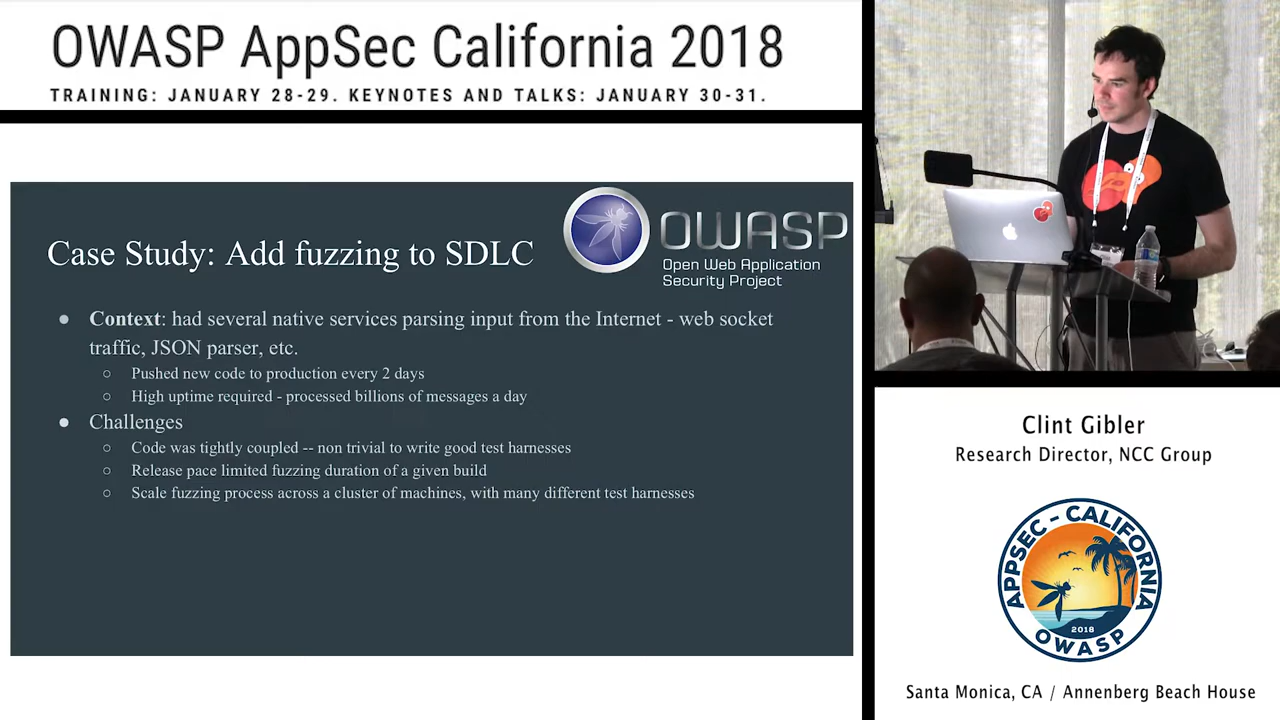 OWASP AppSec California 2018
TRAINING: JANUARY 28-29. KEYNOTES AND TALKS: JANUARY 30-31.
OWASP
Open Web Application
Security Project
Case Study: Add fuzzing to SDLC
● Context: had several native services parsing input from the Internet - web socket
traffic, JSON parser, etc.
○ Pushed new code to production every 2 days
○ High uptime required - processed billions of messages a day
● Challenges
○ Code was tightly coupled -- non trivial to write good test harnesses
○ Release pace limited fuzzing duration of a given build
○ Scale fuzzing process across a cluster of machines, with many different test harnesses
Clint Gibler
Research Director, NCC Group
APPSEC - CALIFORNIA
2018
OWASP
Santa Monica, CA / Annenberg Beach House